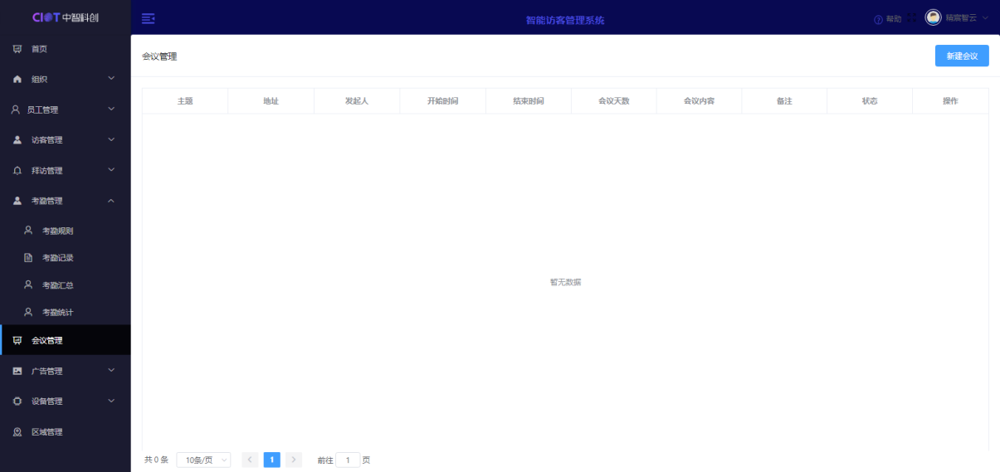 CIOT 中智科创
智能访客管理系统
帮助
精宸智云
首页
组织
员工管理
访客管理
拜访管理
考勤管理
考勤规则
考勤记录
考勤汇总
考勤统计
会议管理
广告管理
设备管理
区域管理
会议管理
新建会议
主题 地址 发起人 开始时间 结束时间 会议天数 会议内容 备注 状态 操作
暂无数据
共 0 条 10条/页 1 前往 1 页